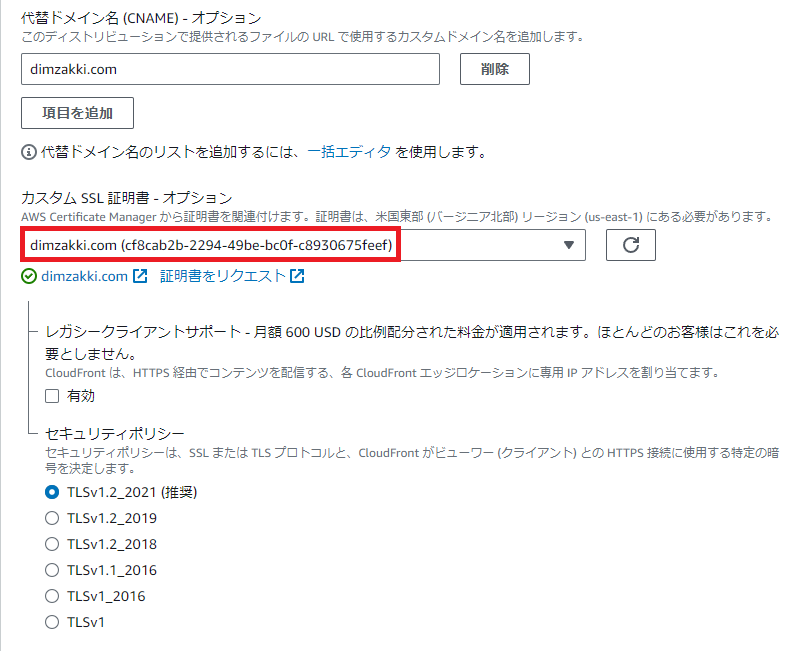 代替ドメイン名 (CNAME) - オプション
このディストリビューションで提供されるファイルの URL で使用するカスタムドメイン名を追加します。
dimzakki.com
削除
項目を追加
代替ドメイン名のリストを追加するには、一括エディタ を使用します。
カスタム SSL 証明書 - オプション
AWS Certificate Manager から証明書を関連付けます。証明書は、米国東部 (バージニア北部) リージョン (us-east-1) にある必要があります。
dimzakki.com (cf8cab2b-2294-49be-bc0f-c8930675feef)
dimzakki.com 証明書をリクエスト
レガシークライアントサポート - 月額 600 USD の比例配分された料金が適用されます。ほとんどのお客様はこれを必
要としません。
CloudFront は、HTTPS 経由でコンテンツを配信する、各 CloudFront エッジロケーションに専用 IP アドレスを割り当てます。
有効
セキュリティポリシー
セキュリティポリシーは、SSL または TLS プロトコルと、CloudFront がビューワー (クライアント) との HTTPS 接続に使用する特定の暗
号を決定します。
TLSv1.2_2021 (推奨)
TLSv1.2_2019
TLSv1.2_2018
TLSv1.1_2016
TLSv1_2016
TLSv1